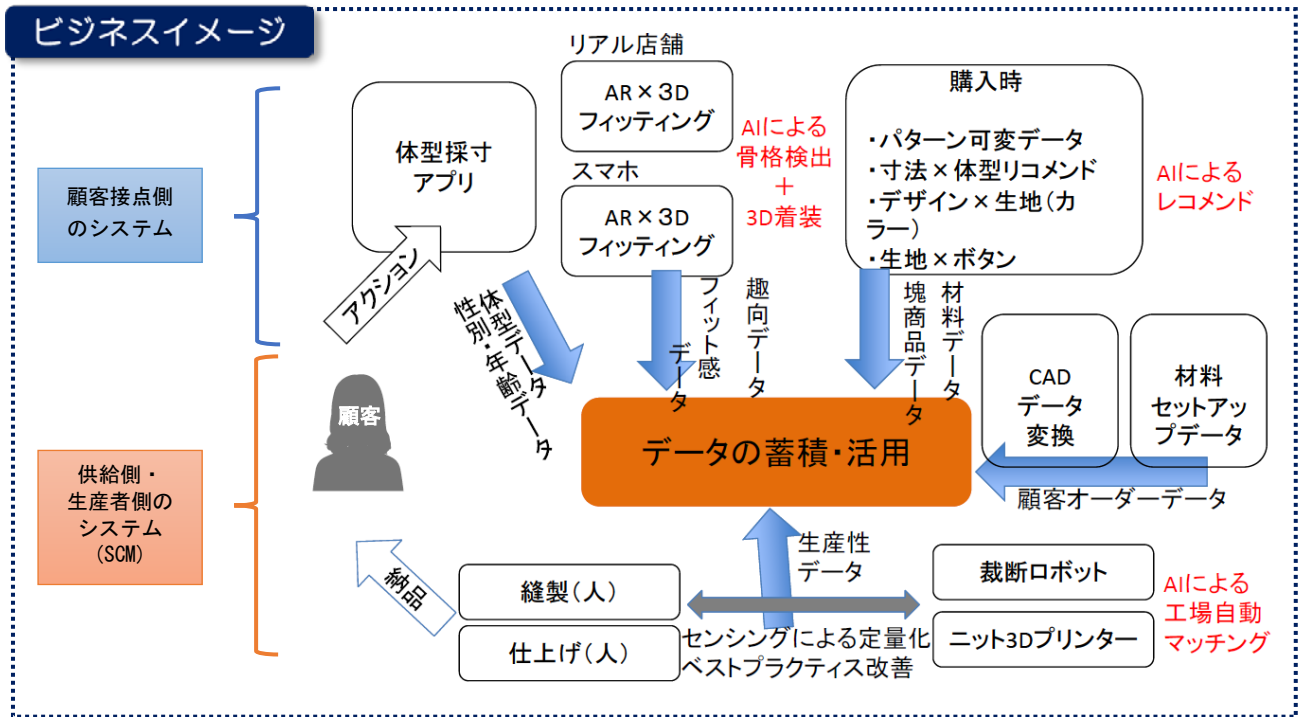 ビジネスイメージ
顧客接点側
のシステム
体型採寸
アプリ
アクション
リアル店舗
AR×3D
フィッティング
スマホ
AR×3D
フィッティング
AIによる
骨格検出
＋
3D着装
購入時
・パターン可変データ
・寸法×体型リコメンド
・デザイン×生地(カ
ラー)
・生地×ボタン
AIによる
レコメンド
体型データ
性別・年齢データ
フィット感
データ
趣向データ
材料データ
塊商品データ
CAD
データ
変換
材料
セットアッ
プデータ
顧客オーダーデータ
顧客
データの蓄積・活用
供給側・
生産者側の
システム
(SCM)
納品
縫製(人)
仕上げ(人)
生産性
データ
センシングによる定量化
ベストプラクティス改善
裁断ロボット
ニット3Dプリンター
AIによる
工場自動
マッチング